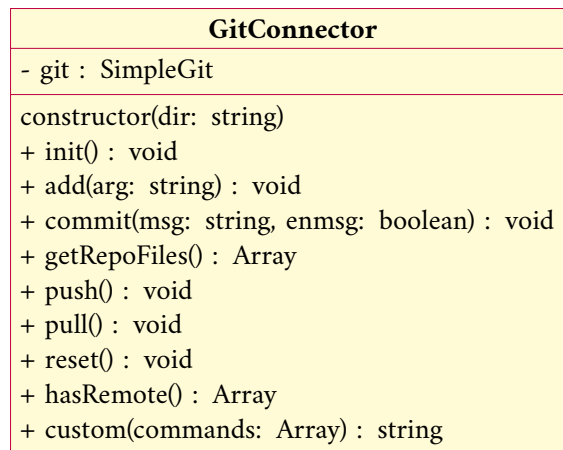 GitConnector
- git : SimpleGit
constructor(dir: string)
+ init() : void
+ add(arg: string) : void
+ commit(msg: string, enmsg: boolean) : void
+ getRepoFiles() : Array
+ push() : void
+ pull() : void
+ reset() : void
+ hasRemote() : Array
+ custom(commands: Array) : string